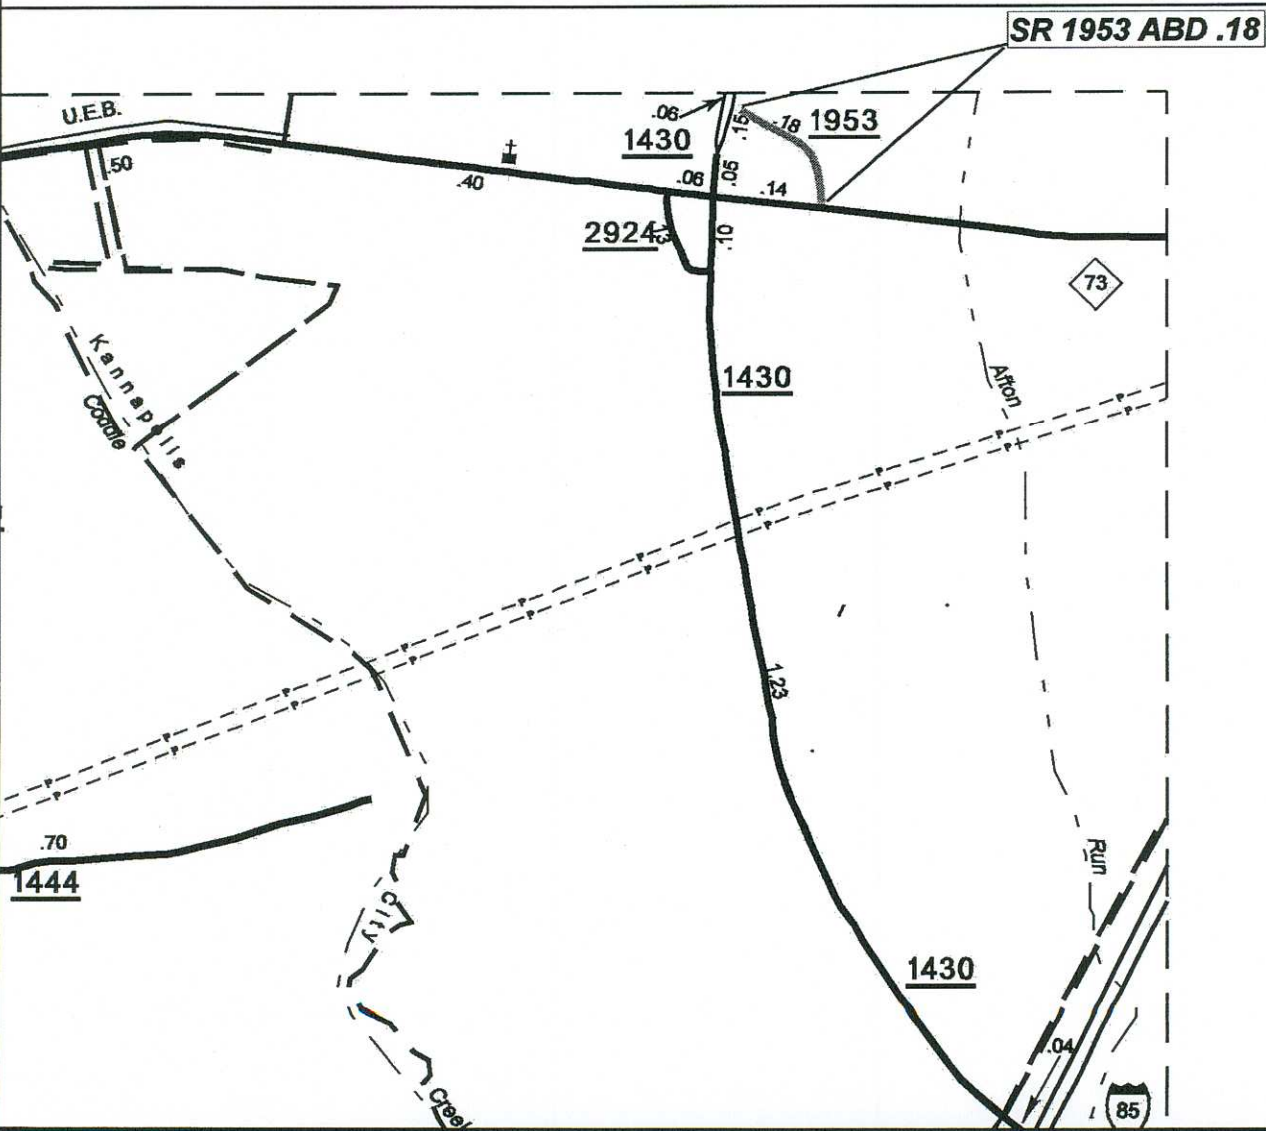 SR 1953 ABD .18
U.E.B.
.06
1430
.15
.18
1953
.50
.40
.06
.05
.14
2924
.13
.10
73
Kannapolis
Coddle
1430
Afton
1.23
.70
1444
Run
City
1430
.04
Creek
85